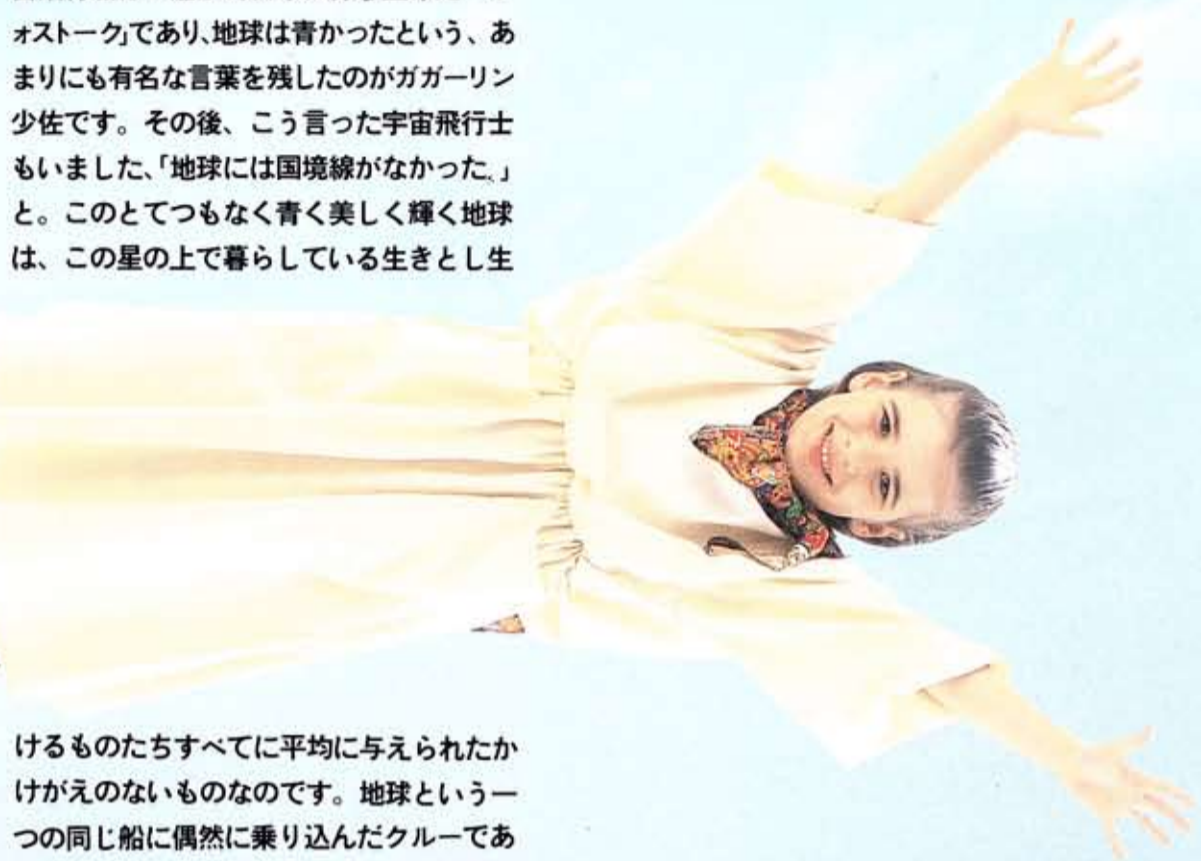 ォストーク」であり、地球は青かったという、あ
まりにも有名な言葉を残したのがガガーリン
少佐です。その後、こう言った宇宙飛行士
もいました、「地球には国境線がなかった。」
と。このとてつもなく青く美しく輝く地球
は、この星の上で暮らしている生きとし生
けるものたちすべてに平均に与えられたか
けがえのないものなのです。地球という一
つの同じ船に偶然に乗り込んだクルーであ